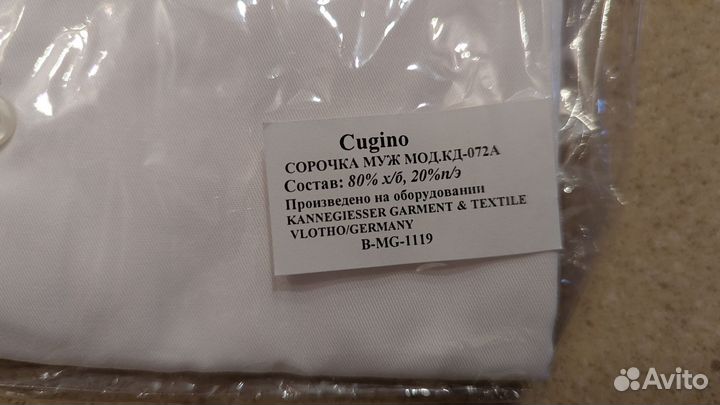 Cugino
СОРОЧКА МУЖ МОД.КД-072А
Состав: 80% х/б, 20%п/э
Произведено на оборудовании
KANNEGIESSER GARMENT & TEXTILE
VLOTHO/GERMANY
B-MG-1119
Avito